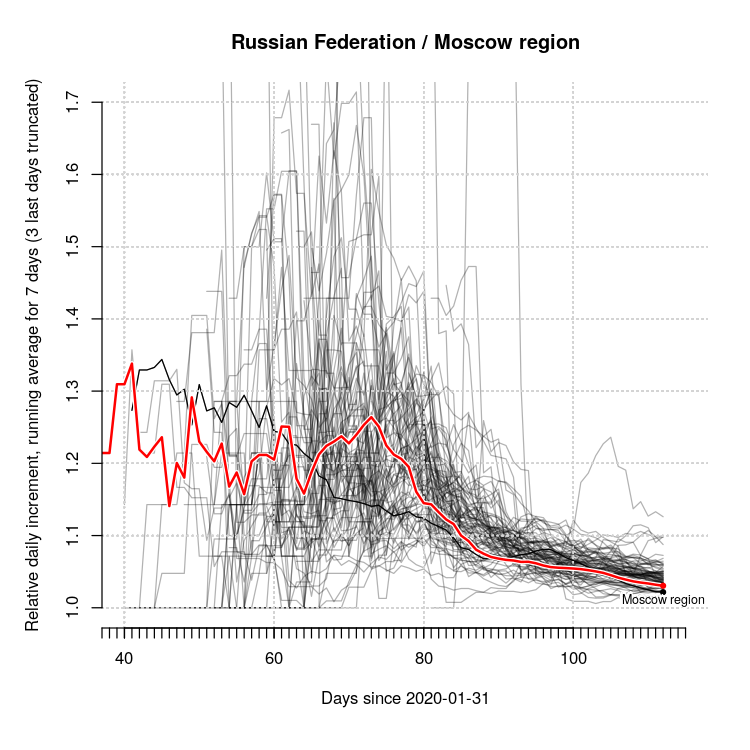 Russian Federation / Moscow region
Relative daily increment, running average for 7 days (3 last days truncated)
1.7
1.6
1.5
1.4
1.3
1.2
1.1
1.0
Moscow region
40 60 80 100
Days since 2020-01-31